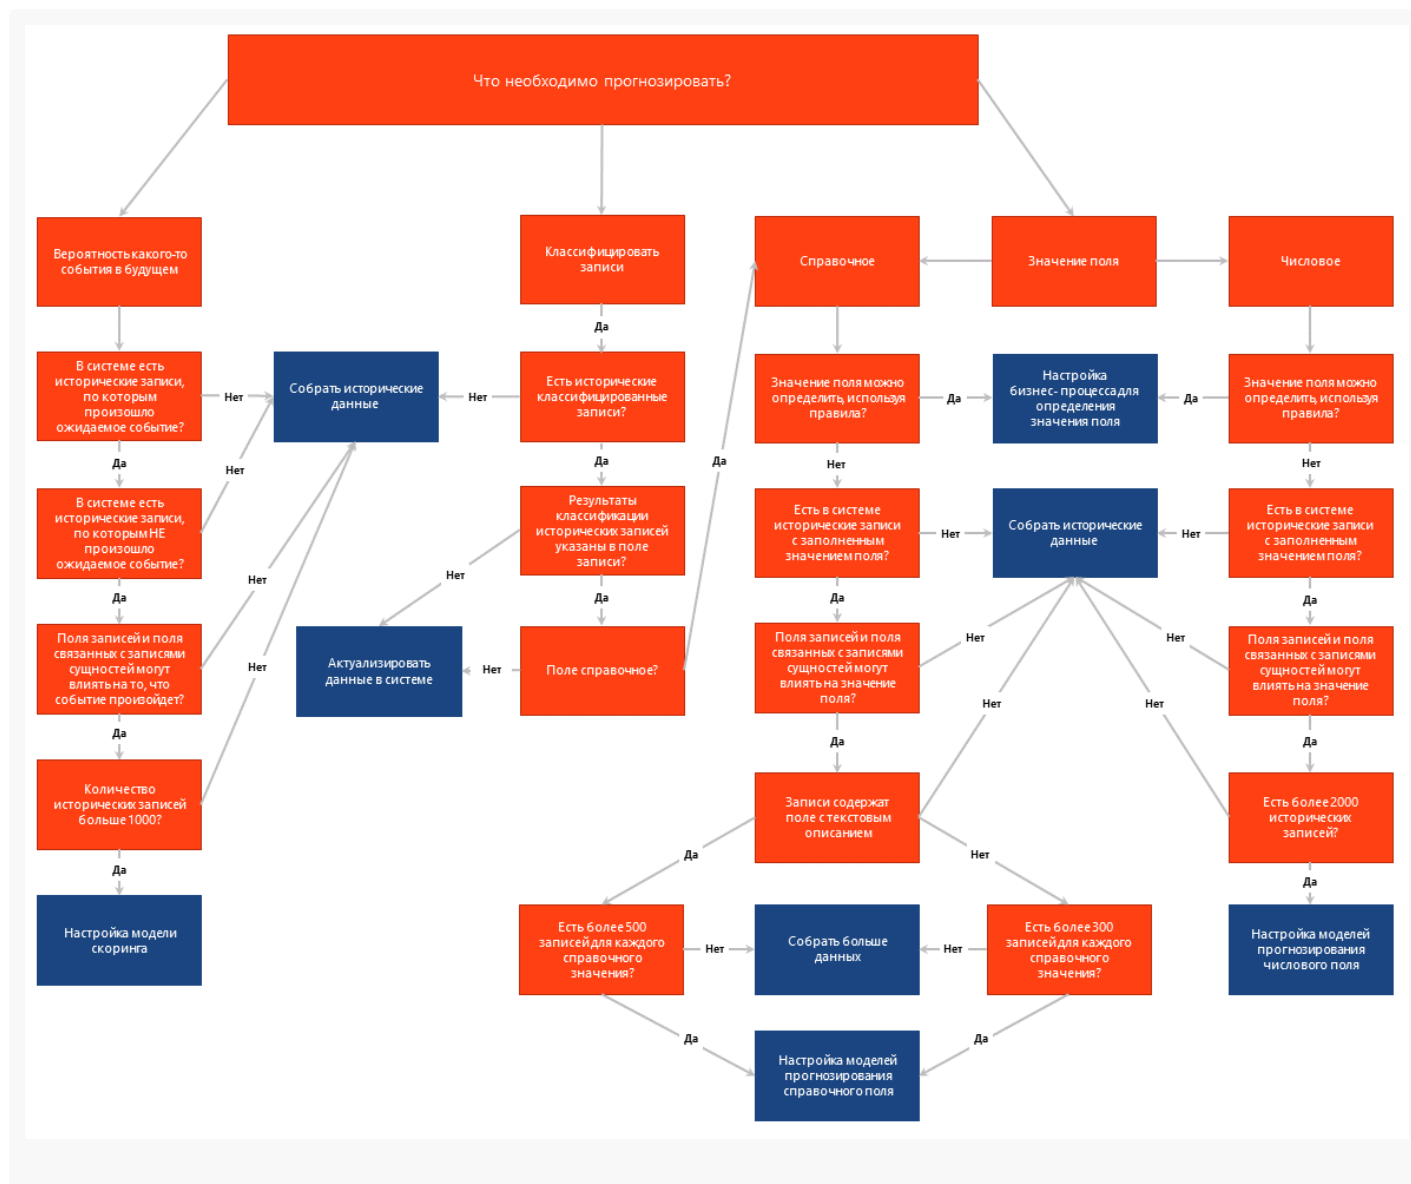 Что необходимо прогнозировать?
Вероятность какого-то
события в будущем
Классифицировать
записи
Справочное
Значение поля
Числовое
Да
В системе есть
исторические записи,
по которым
произошло
ожидаемое событие?
Нет
Собрать исторические
данные
Нет
Есть исторические
классифицированные
записи?
Значение поля можно
определить, используя
правила?
Да
Настройка
бизнес- процесса для
определения
значения поля
Да
Значение поля можно
определить, используя
правила?
Да
Нет
Да
Да
Нет
Нет
В системе есть
исторические записи,
по которым НЕ
произошло
ожидаемое событие?
Результаты
классификации
исторических записей
указаны в поле
записи?
Есть в системе
исторические записи
с заполненным
значением поля?
Нет
Собрать исторические
данные
Нет
Есть в системе
исторические записи
с заполненным
значением поля?
Нет
Нет
Да
Да
Да
Да
Поля записей и поля
связанных с записями
сущностей могут
влиять на то, что
событие произойдет?
Нет
Актуализировать
данные в системе
Нет
Поле справочное?
Поля записей и поля
связанных с записями
сущностей могут
влиять на значение
поля?
Нет
Нет
Поля записей и поля
связанных с записями
сущностей могут
влиять на значение
поля?
Нет
Нет
Да
Да
Да
Количество
исторических записей
больше 1000?
Записи содержат
поле с текстовым
описанием
Есть более 2000
исторических
записей?
Да
Да
Нет
Да
Настройка модели
скоринга
Есть более 500
записей для каждого
справочного
значения?
Нет
Собрать больше
данных
Нет
Есть более 300
записей для каждого
справочного
значения?
Настройка моделей
прогнозирования
числового поля
Да
Да
Настройка моделей
прогнозирования
справочного поля